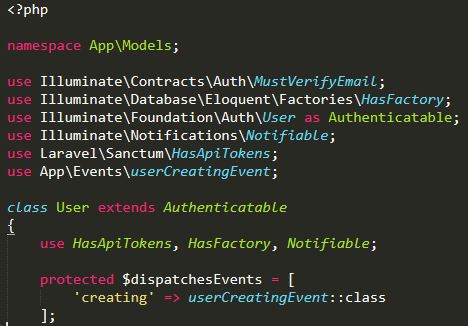 <?php
namespace App\Models;
use Illuminate\Contracts\Auth\MustVerifyEmail;
use Illuminate\Database\Eloquent\Factories\HasFactory;
use Illuminate\Foundation\Auth\User as Authenticatable;
use Illuminate\Notifications\Notifiable;
use Laravel\Sanctum\HasApiTokens;
use App\Events\userCreatingEvent;
class User extends Authenticatable
{
use HasApiTokens, HasFactory, Notifiable;
protected $dispatchesEvents = [
'creating' => userCreatingEvent::class
];